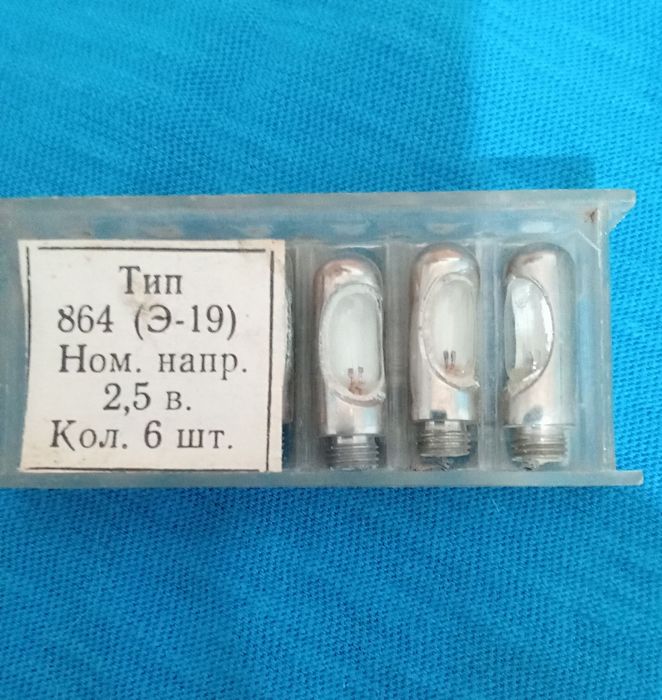 Тип
864 (Э-19)
Ном. напр.
2,5 в.
Кол. 6 шт.